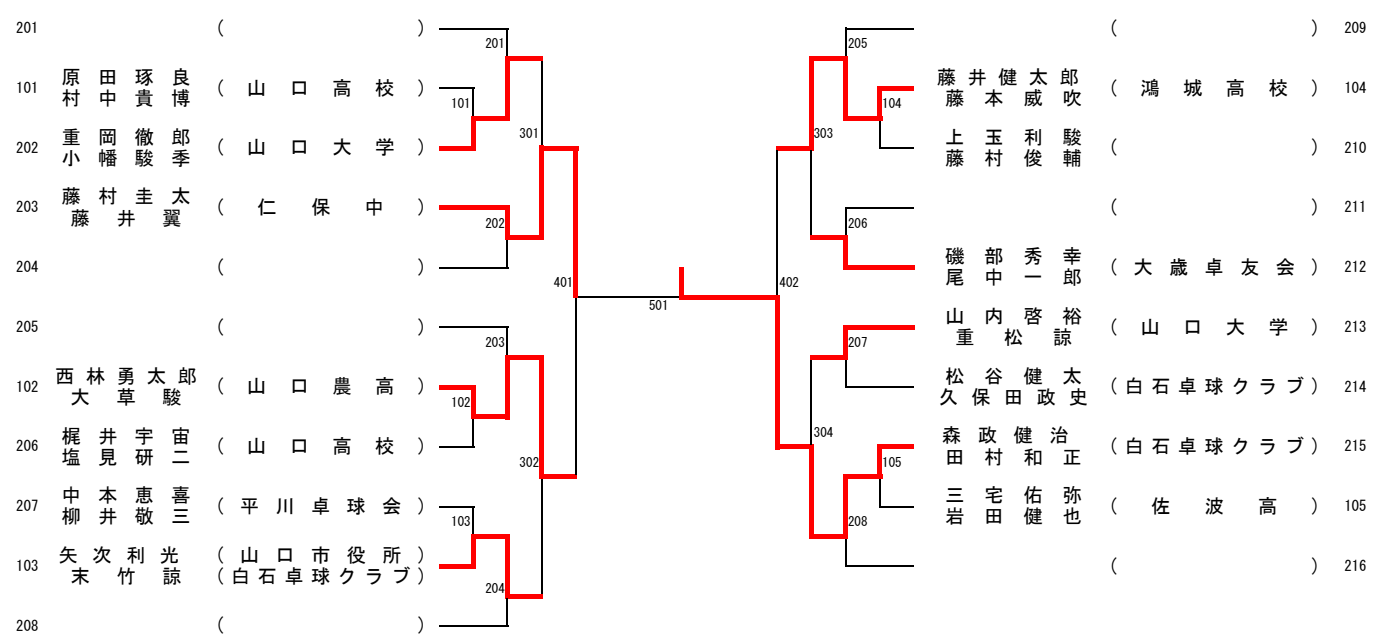 201 ( )
原田琢良
101 ( 山口高校 )
村中貴博
重岡徹郎
202 ( 山口大学 )
小幡駿季
藤村圭太
203 ( 仁保中 )
藤井翼
204 ( )
205 ( )
西林勇太郎
102 ( 山口農高 )
大草駿
梶井宇宙
206 ( 山口高校 )
塩見研二
中本恵喜
207 ( 平川卓球会 )
柳井敬三
矢次利光 ( 山口市役所 )
103
末竹諒 ( 白石卓球クラブ )
208 ( )
201
101
301
202
401
203
102
302
103
204
501
205
104
303
206
402
207
304
105
208
( ) 209
藤井健太郎
( 鴻城高校 ) 104
藤本威吹
上玉利駿
( ) 210
藤村俊輔
( ) 211
磯部秀幸
( 大歳卓友会 ) 212
尾中一郎
山内啓裕
( 山口大学 ) 213
重松諒
松谷健太
( 白石卓球クラブ ) 214
久保田政史
森政健治
( 白石卓球クラブ ) 215
田村和正
三宅佑弥
( 佐波高 ) 105
岩田健也
( ) 216